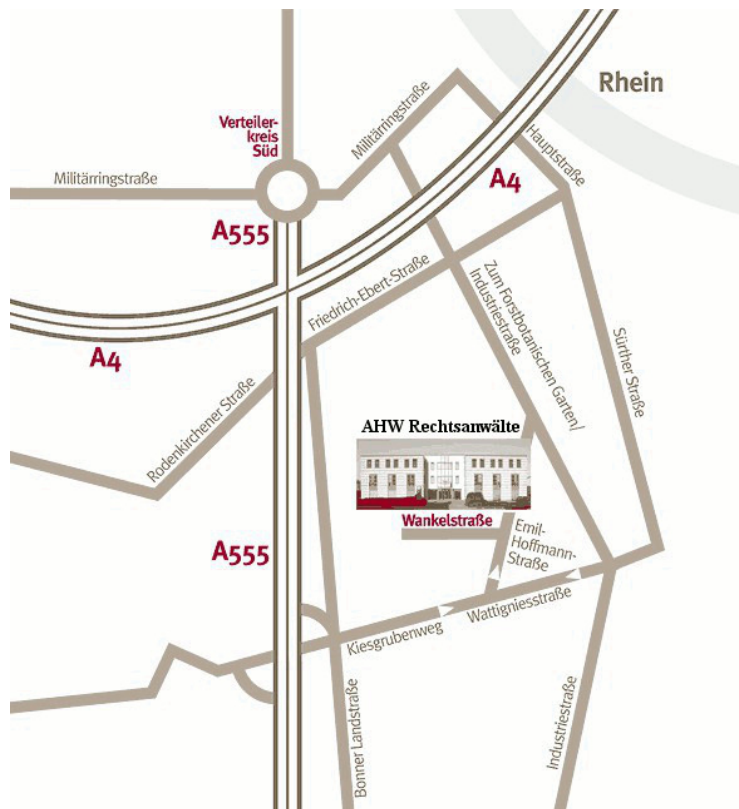 Rhein
Verteiler-
kreis
Süd
Militärringstraße
Hauptstraße
Militärringstraße
A4
A555
Friedrich-Ebert-Straße
Zum Forstbotanischen Garten/
Industriestraße
Sürther Straße
A4
Rodenkirchener Straße
AHW Rechtsanwälte
Wankelstraße
Emil-
Hoffmann-
Straße
A555
Wattigniesstraße
Kiesgrubenweg
Bonner Landstraße
Industriestraße